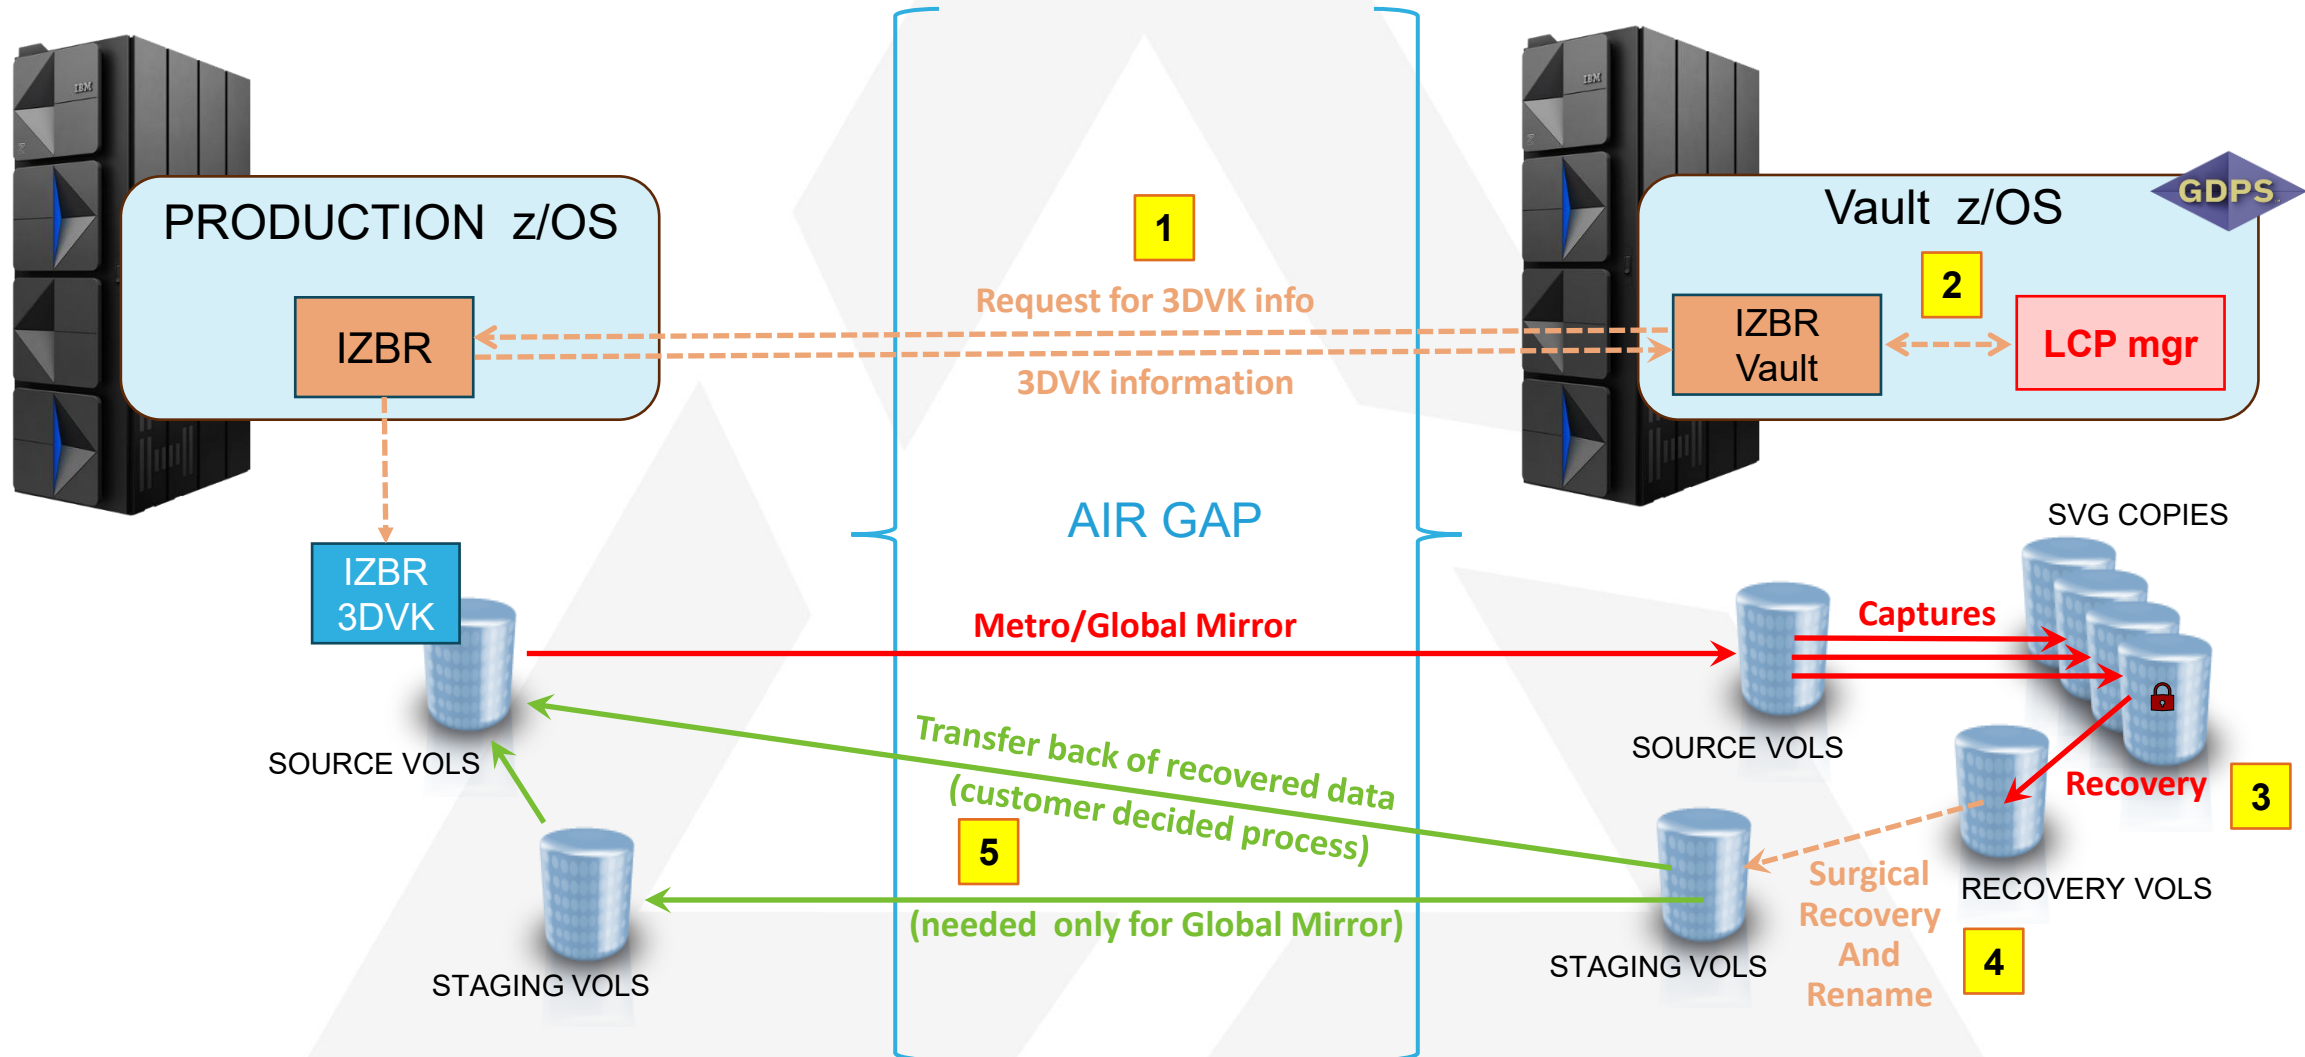 IBM
IBM
GDPS
PRODUCTION z/OS
Vault z/OS
1
2
Request for 3DVK info
IZBR
IZBR
Vault
LCP mgr
3DVK information
AIR GAP
SVG COPIES
IZBR
3DVK
Metro/Global Mirror
Captures
SOURCE VOLS
SOURCE VOLS
Transfer back of recovered data
(customer decided process)
Recovery
3
5
Surgical
Recovery
And
Rename
RECOVERY VOLS
(needed only for Global Mirror)
4
STAGING VOLS
STAGING VOLS